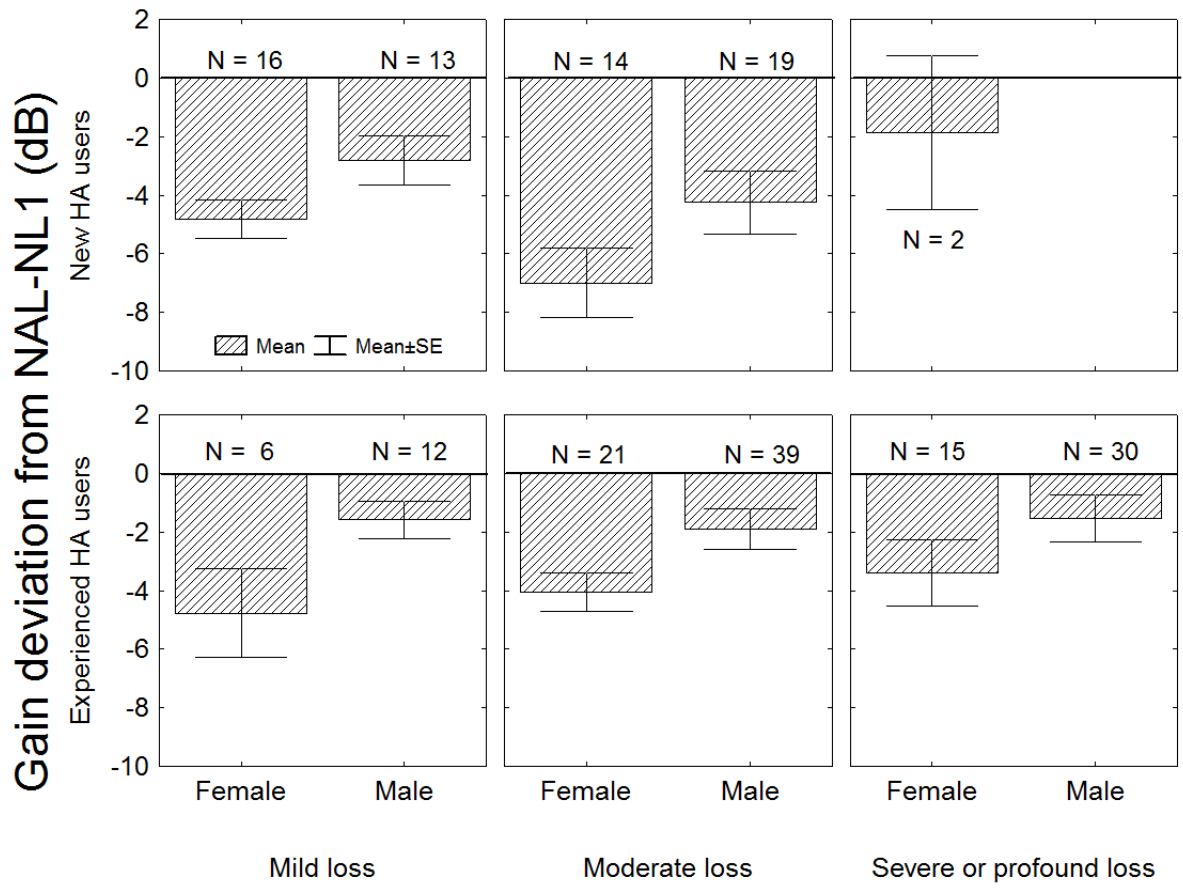 Gain deviation from NAL-NL1 (dB)
New HA users
2
0
-2
-4
-6
-8
-10
N = 16
N = 13
N = 14
N = 19
N = 2
Mean
Mean±SE
Experienced HA users
2
0
-2
-4
-6
-8
-10
N = 6
N = 12
N = 21
N = 39
N = 15
N = 30
Female
Male
Female
Male
Female
Male
Mild loss
Moderate loss
Severe or profound loss